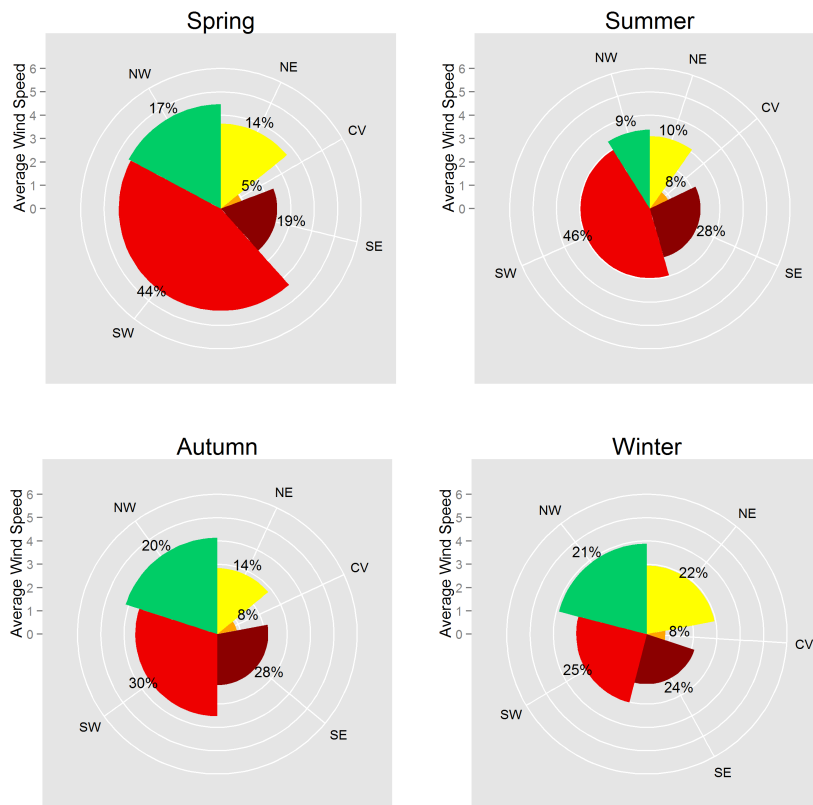 Spring
Average Wind Speed
6
5
4
3
2
1
0
NW
NE
CV
SE
SW
17%
14%
5%
19%
44%
Summer
Average Wind Speed
6
5
4
3
2
1
0
NW
NE
CV
SE
SW
9%
10%
8%
28%
46%
Autumn
Average Wind Speed
6
5
4
3
2
1
0
NW
NE
CV
SE
SW
20%
14%
8%
28%
30%
Winter
Average Wind Speed
6
5
4
3
2
1
0
NW
NE
CV
SE
SW
21%
22%
8%
24%
25%